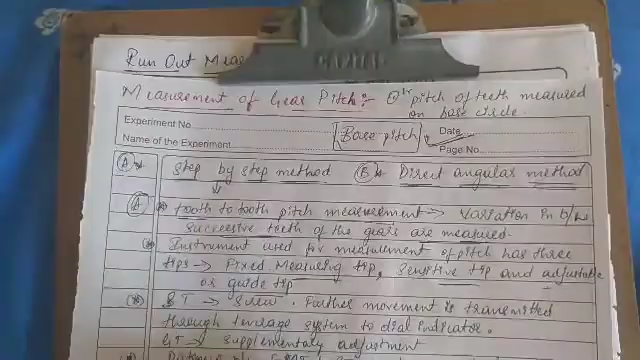 Run Out Mea
CAPITAL
Measurement of Gear Pitch:- Θlr pitch of teeth measured
on base circle.
Experiment No.
Base pitch
Date
Name of the Experiment
Page No.
(A) Step by step method (B) Direct angular method
(A) tooth to tooth pitch measurement → Variation in b/w
successive teeth of the gears are measured
Instrument used for measurement of pitch has three
tips → Fixed Measuring tip, Sensitive tip and adjustable
or guide tip
ST → Screw. Further movement is transmitted
through leverage system to dial indicator.
GT → Supplementary adjustment